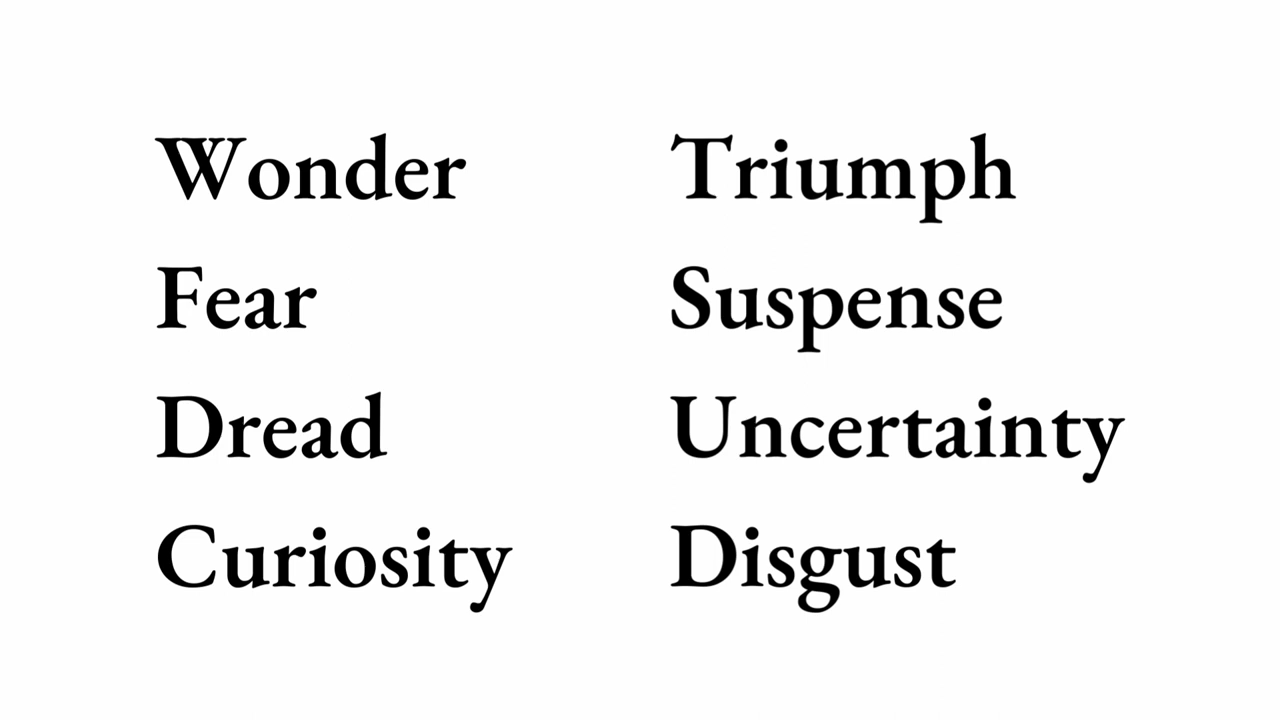 Wonder
Fear
Dread
Curiosity
Triumph
Suspense
Uncertainty
Disgust